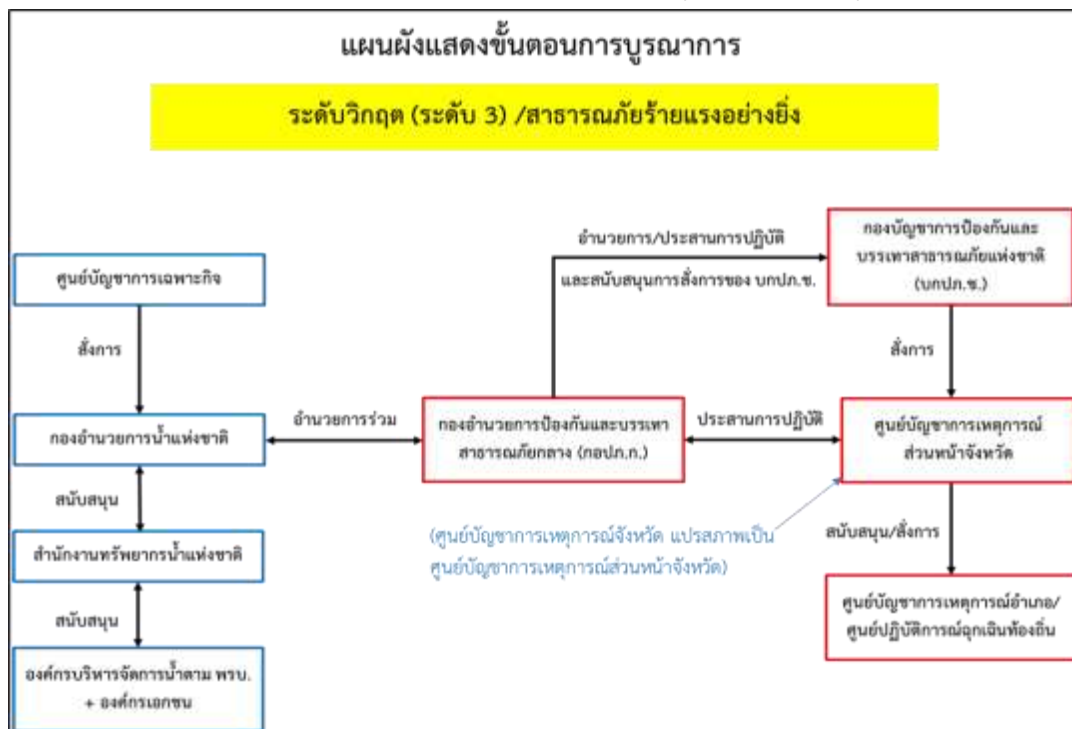 แผนผังแสดงขั้นตอนการบูรณาการ
ระดับวิกฤต (ระดับ 3) /สาธารณภัยร้ายแรงอย่างยิ่ง
ศูนย์บัญชาการเฉพาะกิจ
สั่งการ
กองอำนวยการน้ำแห่งชาติ
สนับสนุน
สำนักงานทรัพยากรน้ำแห่งชาติ
สนับสนุน
องค์กรบริหารจัดการน้ำตาม พรบ.
+ องค์กรเอกชน
อำนวยการร่วม
กองอำนวยการป้องกันและบรรเทา
สาธารณภัยกลาง (กอปภ.ก.)
อำนวยการ/ประสานการปฏิบัติ
และสนับสนุนการสั่งการของ บกปภ.ช.
ประสานการปฏิบัติ
กองบัญชาการป้องกันและ
บรรเทาสาธารณภัยแห่งชาติ
(บกปภ.ช.)
สั่งการ
ศูนย์บัญชาการเหตุการณ์
ส่วนหน้าจังหวัด
(ศูนย์บัญชาการเหตุการณ์จังหวัด แปรสภาพเป็น
ศูนย์บัญชาการเหตุการณ์ส่วนหน้าจังหวัด)
สนับสนุน/สั่งการ
ศูนย์บัญชาการเหตุการณ์อำเภอ/
ศูนย์ปฏิบัติการฉุกเฉินท้องถิ่น